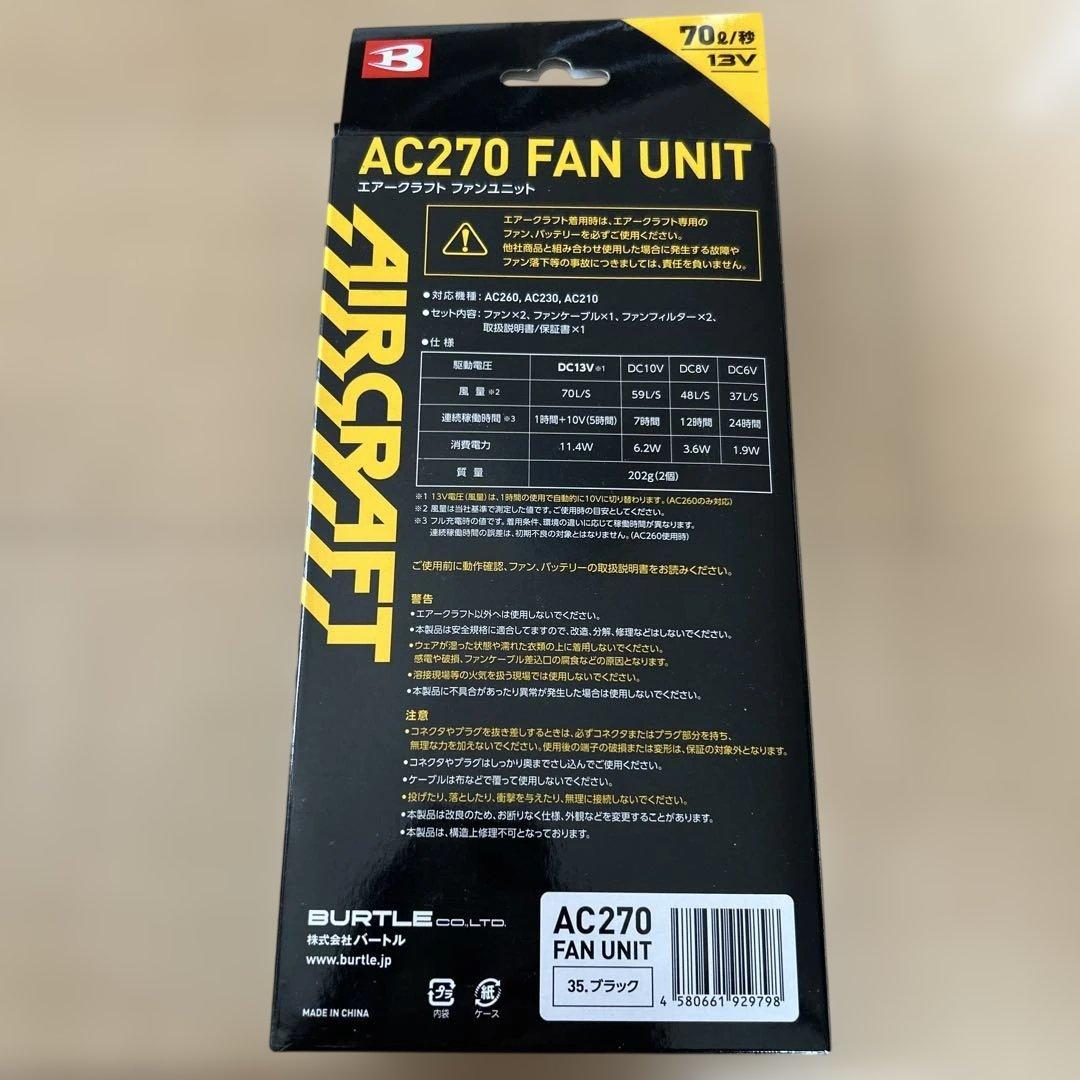 B
70ℓ/秒
13V
AC270 FAN UNIT
エアークラフト ファンユニット
AIRCRAFT
エアークラフト着用時は、エアークラフト専用の
ファン、バッテリーを必ずご使用ください。
他社商品と組み合わせ使用した場合に発生する故障や
ファン落下等の事故につきましては、責任を負いません。
●対応機種：AC260, AC230, AC210
●セット内容：ファン×2、ファンケーブル×1、ファンフィルター×2、
取扱説明書/保証書×1
●仕様
駆動電圧 DC13V※1 DC10V DC8V DC6V
風量※2 70L/S 59L/S 48L/S 37L/S
連続稼働時間※3 1時間+10V(5時間) 7時間 12時間 24時間
消費電力 11.4W 6.2W 3.6W 1.9W
質量 202g(2個)
※1 13V電圧(風量)は、1時間の使用で自動的に10Vに切り替わります。(AC260のみ対応)
※2 風量は当社基準で測定した値です。ご使用時の目安としてください。
※3 フル充電時の値です。着用条件、環境の違いに応じて稼働時間が異なります。
連続稼働時間の誤差は、初期不良の対象とはなりません。(AC260使用時)
ご使用前に動作確認、ファン、バッテリーの取扱説明書をお読みください。
警告
●エアークラフト以外へは使用しないでください。
●本製品は安全規格に適合してますので、改造、分解、修理などはしないでください。
●ウェアが湿った状態や濡れた衣類の上に着用しないでください。
感電や破損、ファンケーブル差込口の腐食などの原因となります。
●溶接現場等の火気を扱う現場では使用しないでください。
●本製品に不具合があったり異常が発生した場合は使用しないでください。
注意
●コネクタやプラグを抜き差しするときは、必ずコネクタまたはプラグ部分を持ち、
無理な力を加えないでください。使用後の端子の破損または変形は、保証の対象外となります。
●コネクタやプラグはしっかり奥までさし込んでご使用ください。
●ケーブルは布などで覆って使用しないでください。
●投げたり、落としたり、衝撃を与えたり、無理に接続しないでください。
●本製品は改良のため、お断りなく仕様、外観などを変更することがあります。
●本製品は、構造上修理不可となっております。
BURTLE CO.,LTD.
株式会社バートル
www.burtle.jp
MADE IN CHINA
プラ
内袋
紙
ケース
AC270
FAN UNIT
35.ブラック
4 580661 929798